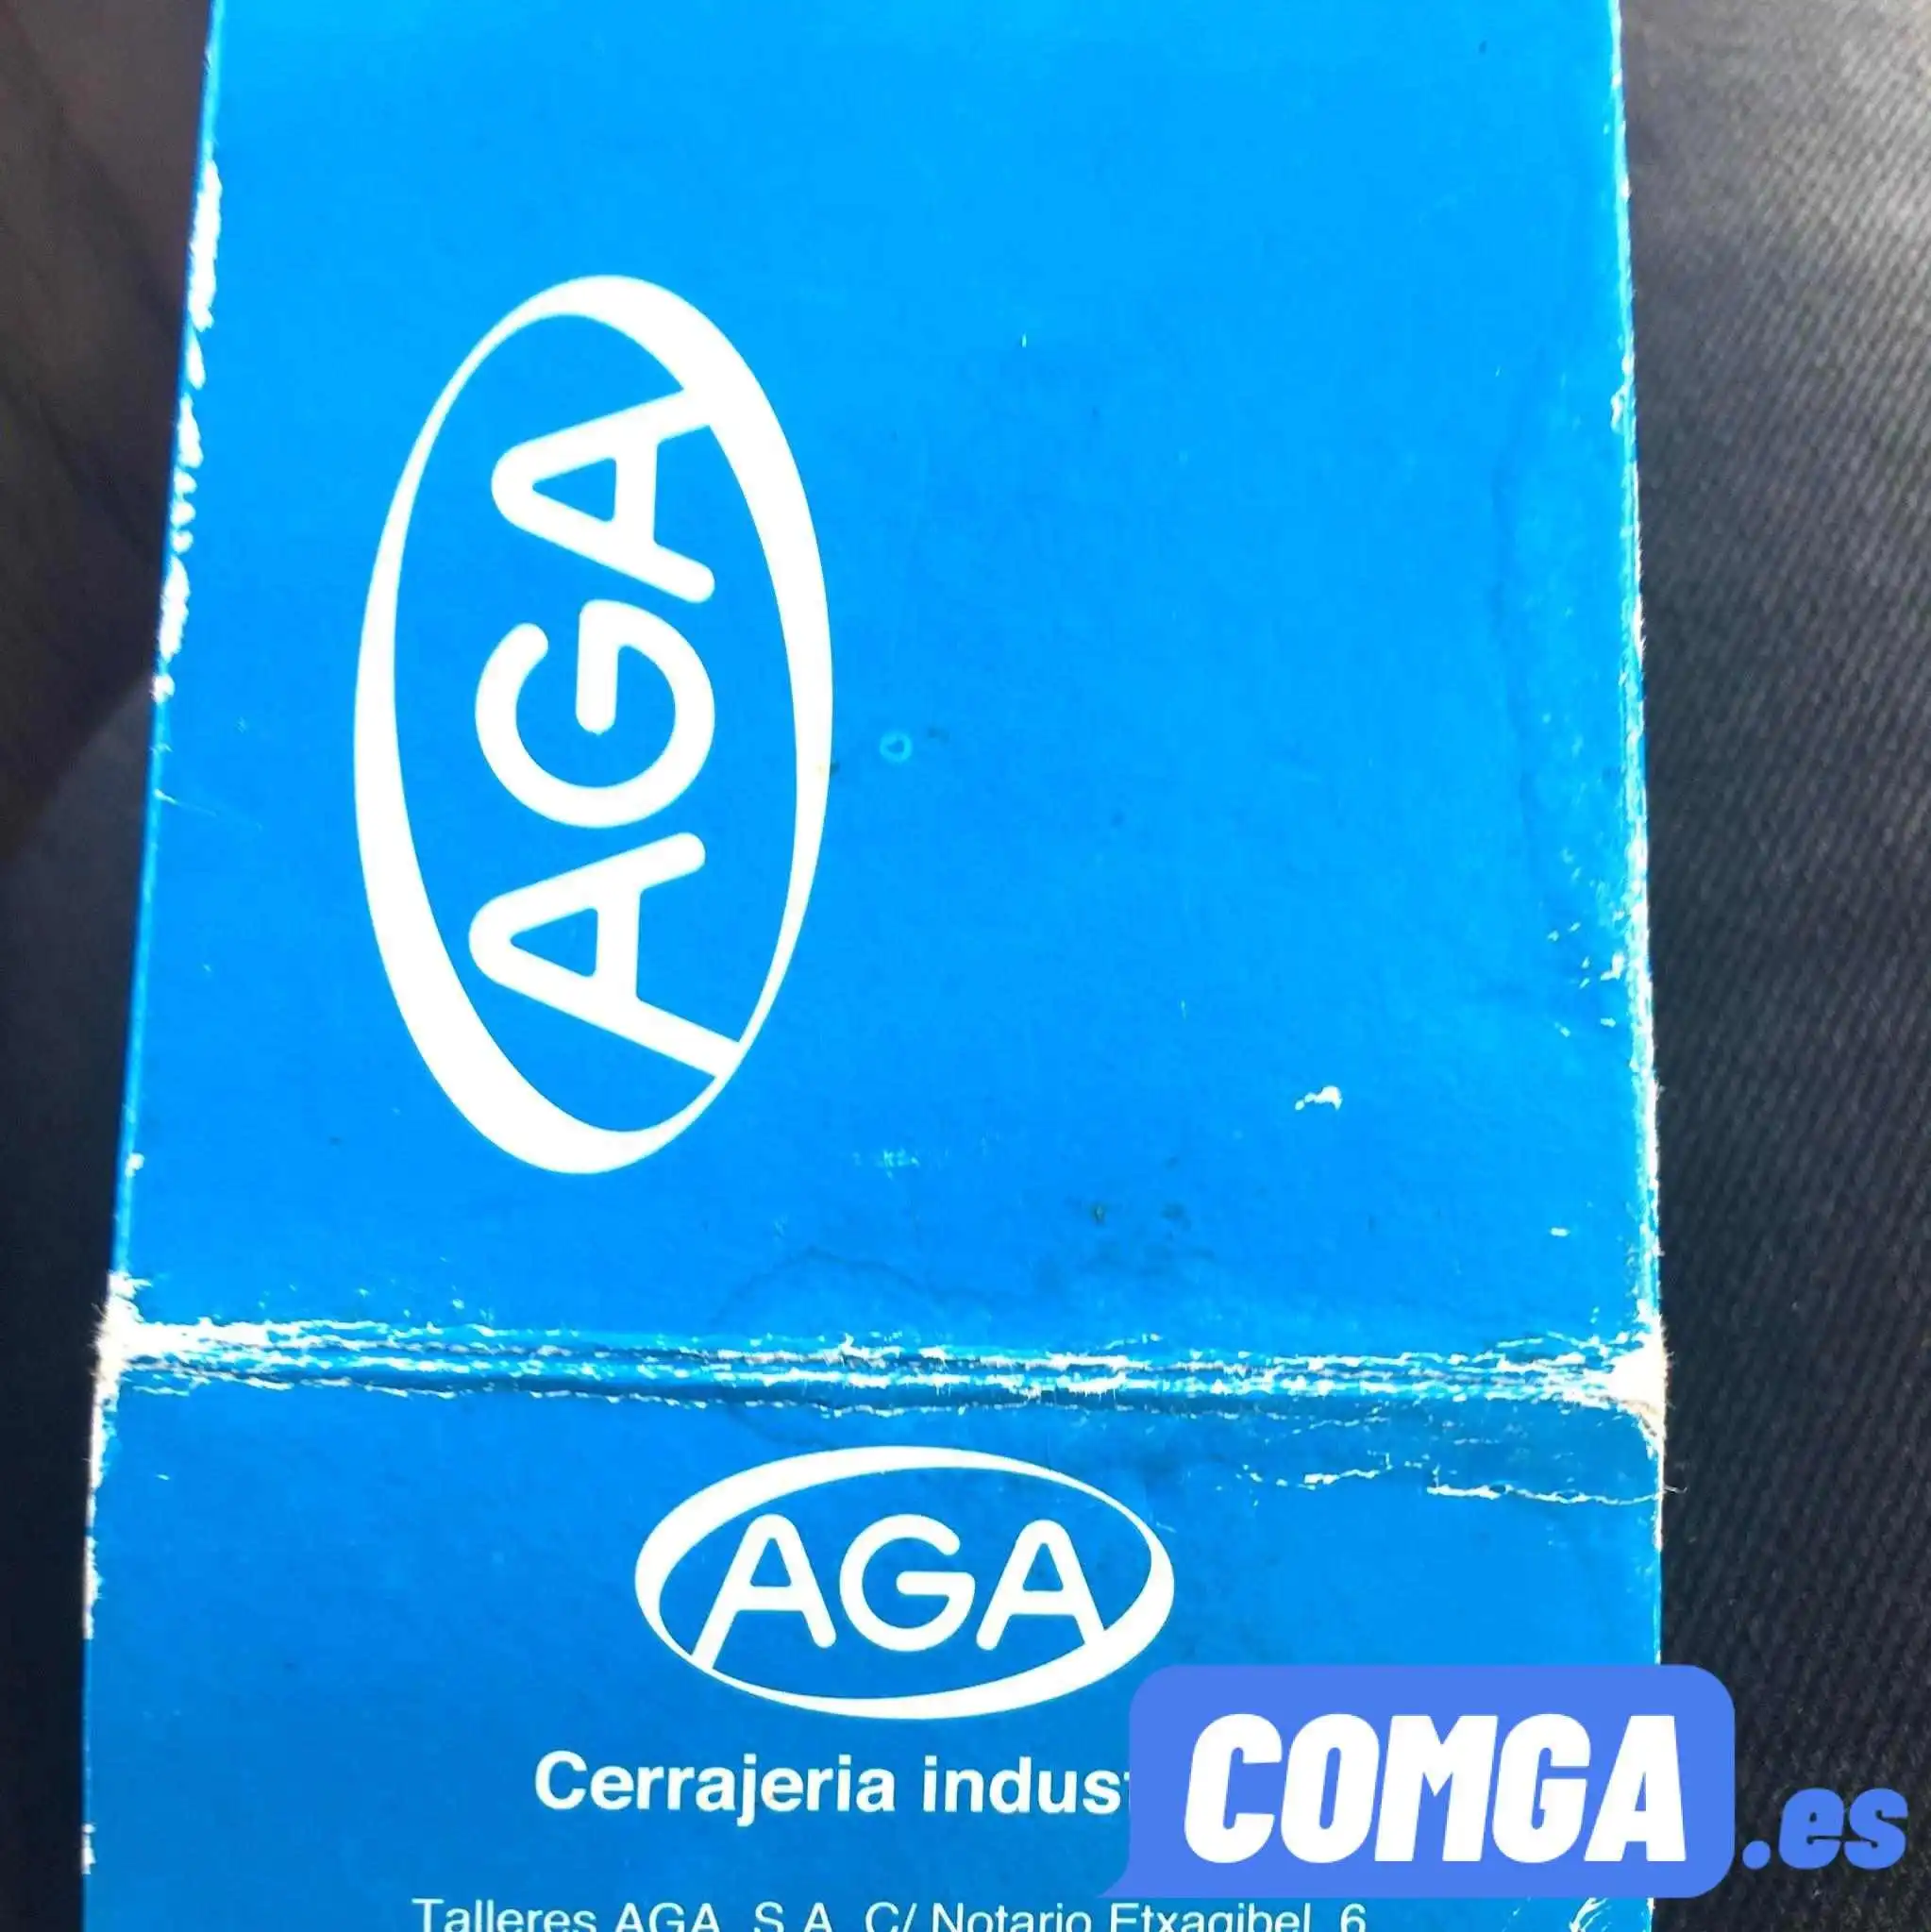 AGA
AGA
Cerrajeria indus
COMGA.es
Talleres AGA, S.A. C/ Notario Etxagibel, 6